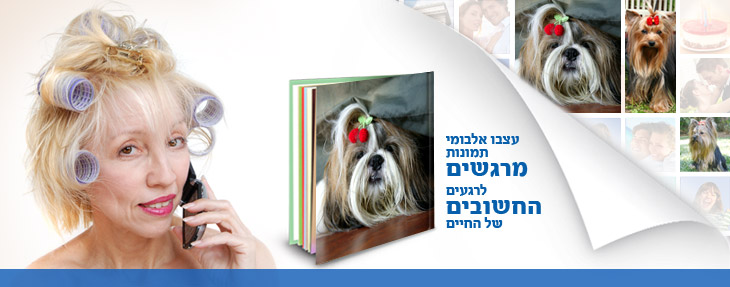 עצבו אלבומי
תמונות
מרגשים
לרגעים
החשובים
של החיים